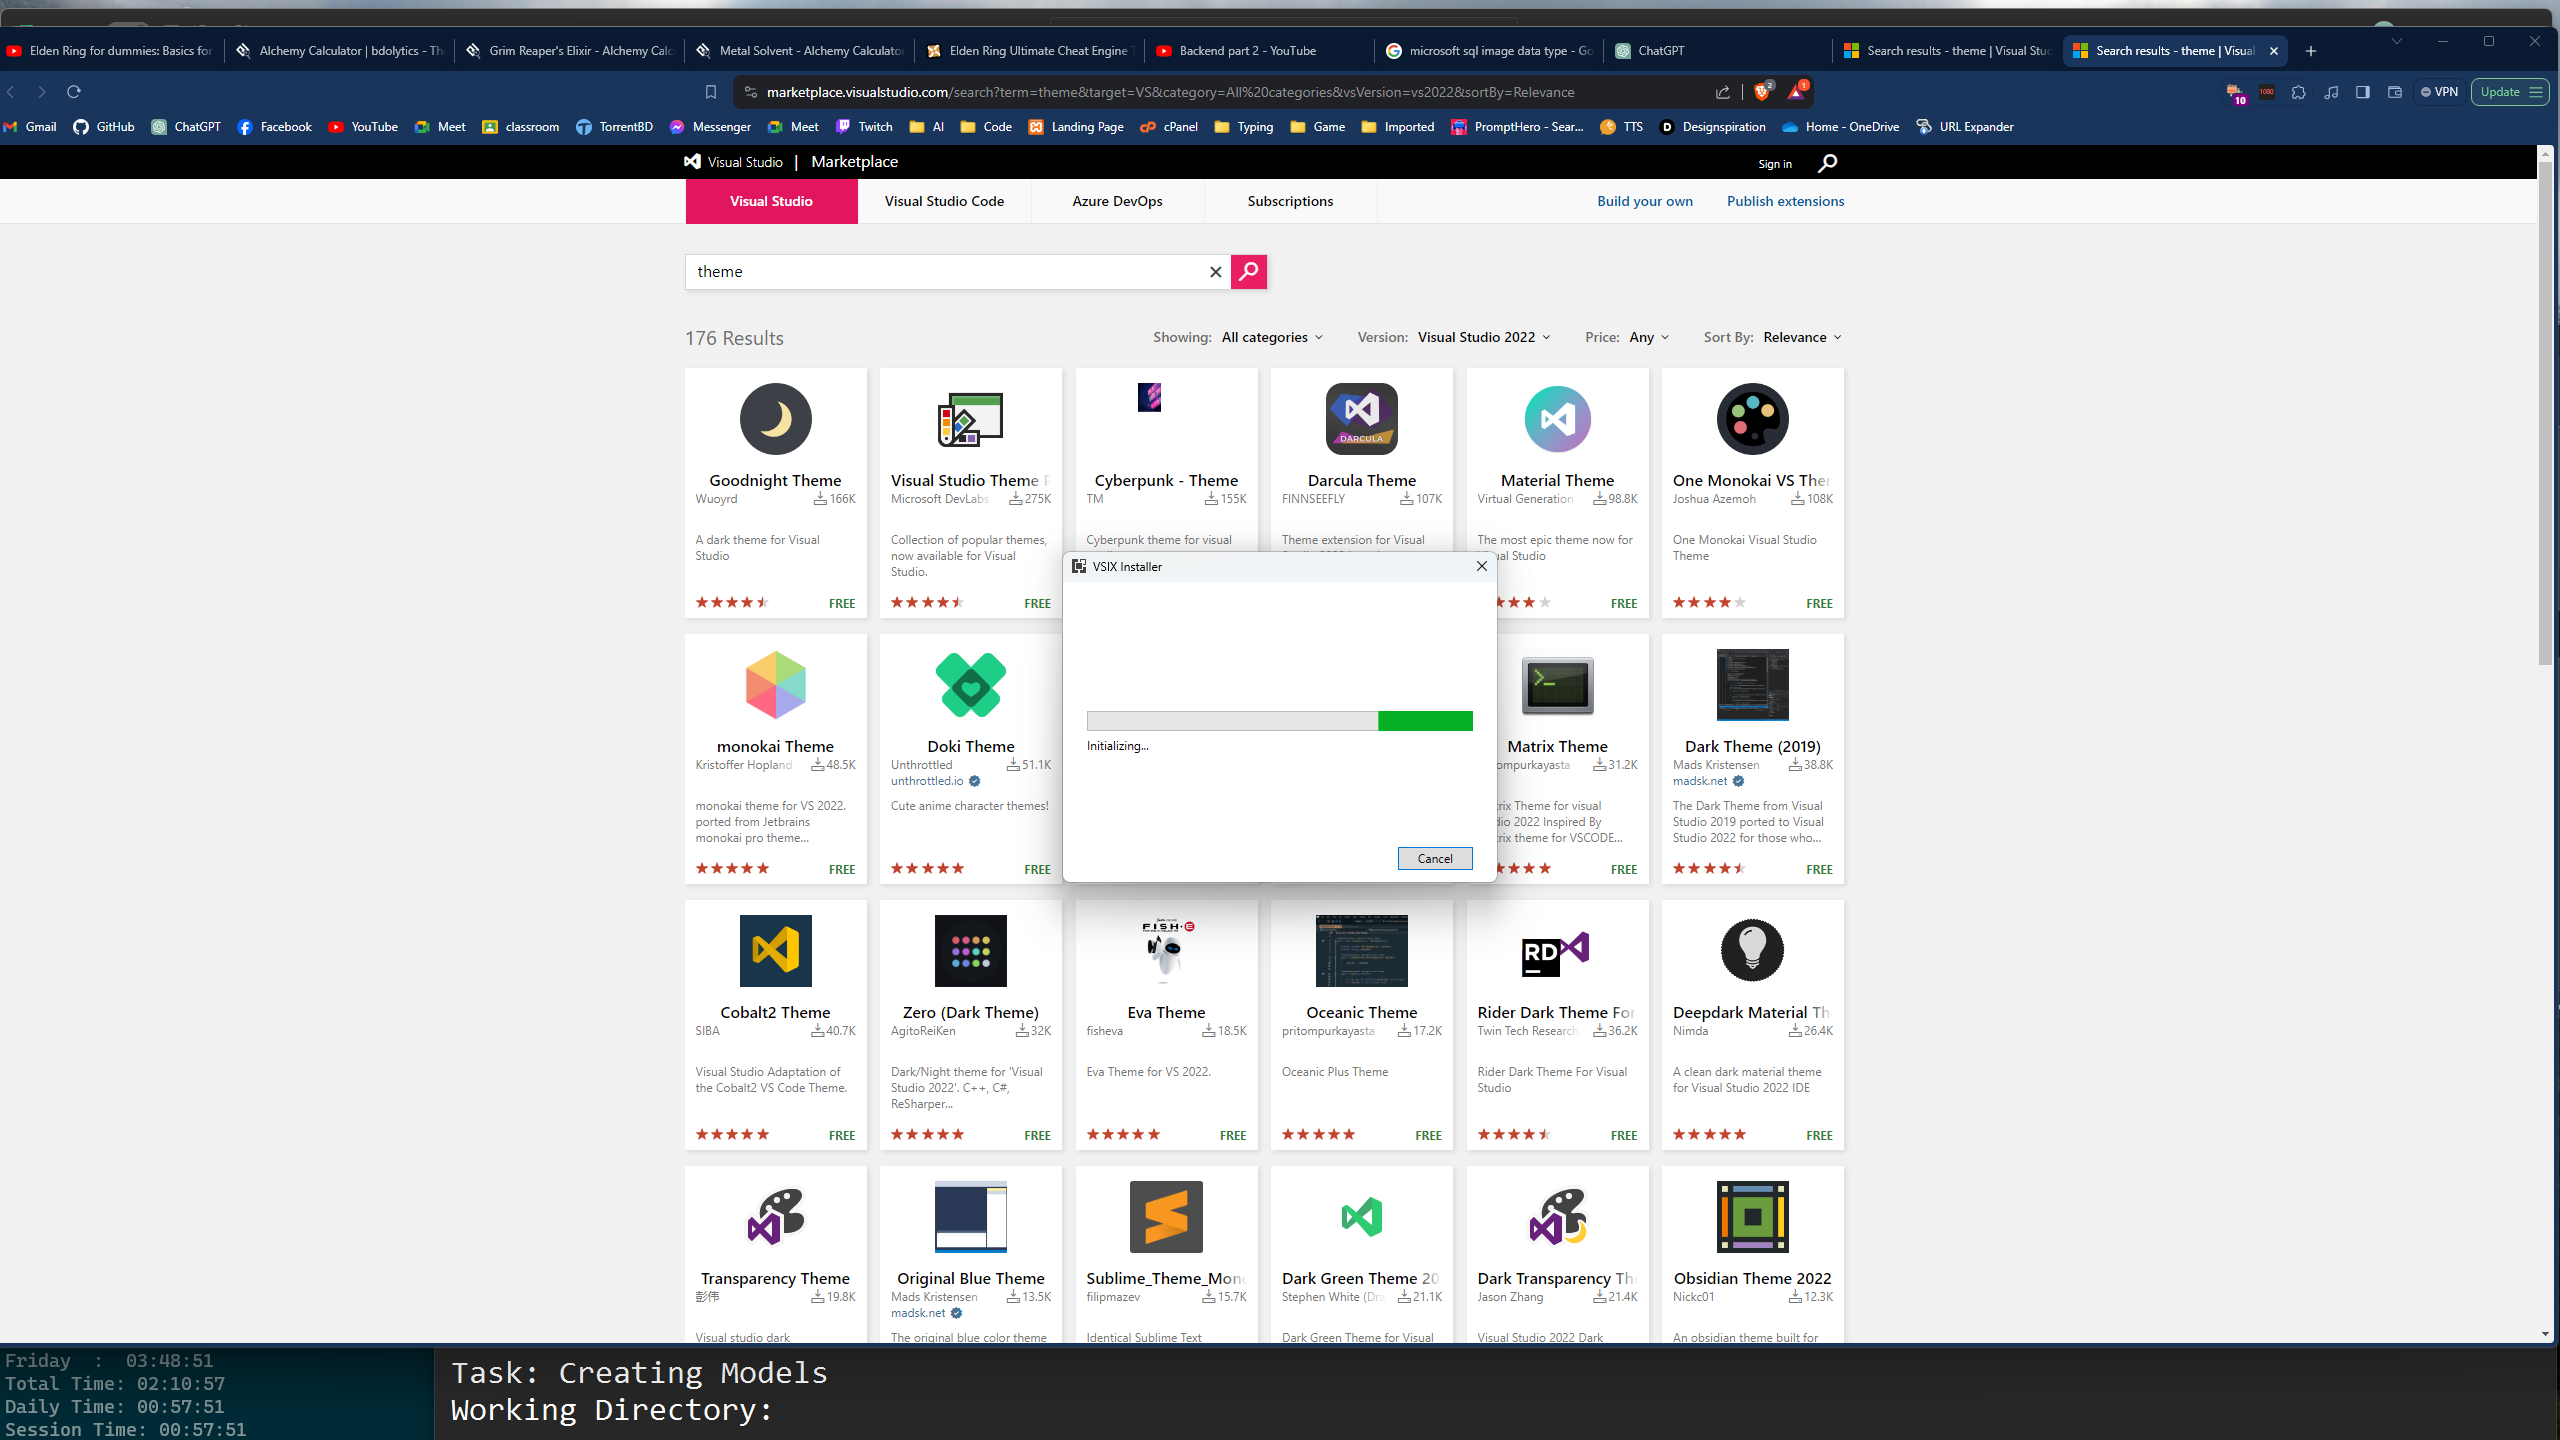 Elden Ring for dummies: Basics for
Alchemy Calculator | bdolytics - Th
Grim Reaper's Elixir - Alchemy Calc
Metal Solvent - Alchemy Calculator
Elden Ring Ultimate Cheat Engine T
Backend part 2 - YouTube
microsoft sql image data type - Go
ChatGPT
Search results - theme | Visual Stu
Search results - theme | Visual
marketplace.visualstudio.com/search?term=theme&target=VS&category=All%20categories&vsVersion=vs2022&sortBy=Relevance
2
1
10
1080
VPN
Update
Gmail
GitHub
ChatGPT
Facebook
YouTube
Meet
classroom
TorrentBD
Messenger
Meet
Twitch
AI
Code
Landing Page
cPanel
Typing
Game
Imported
PromptHero - Sear...
TTS
Designspiration
Home - OneDrive
URL Expander
Visual Studio | Marketplace
Sign in
Visual Studio
Visual Studio Code
Azure DevOps
Subscriptions
Build your own
Publish extensions
theme
176 Results
Showing: All categories
Version: Visual Studio 2022
Price: Any
Sort By: Relevance
Goodnight Theme
Wuoyrd 166K
A dark theme for Visual
Studio
FREE
Visual Studio Theme P
Microsoft DevLabs 275K
Collection of popular themes,
now available for Visual
Studio.
FREE
Cyberpunk - Theme
TM 155K
Cyberpunk theme for visual
DARCULA
Darcula Theme
FINNSEEFLY 107K
Theme extension for Visual
Material Theme
Virtual Generation 98.8K
The most epic theme now for
ual Studio
FREE
One Monokai VS Ther
Joshua Azemoh 108K
One Monokai Visual Studio
Theme
FREE
VSIX Installer
Initializing...
Cancel
monokai Theme
Kristoffer Hopland 48.5K
monokai theme for VS 2022.
ported from Jetbrains
monokai pro theme...
FREE
Doki Theme
Unthrottled 51.1K
unthrottled.io
Cute anime character themes!
FREE
Matrix Theme
ompurkayasta 31.2K
trix Theme for visual
dio 2022 Inspired By
trix theme for VSCODE...
FREE
Dark Theme (2019)
Mads Kristensen 38.8K
madsk.net
The Dark Theme from Visual
Studio 2019 ported to Visual
Studio 2022 for those who...
FREE
Cobalt2 Theme
SIBA 40.7K
Visual Studio Adaptation of
the Cobalt2 VS Code Theme.
FREE
Zero (Dark Theme)
AgitoReiKen 32K
Dark/Night theme for 'Visual
Studio 2022'. C++, C#,
ReSharper...
FREE
FISH·E
Eva Theme
fisheva 18.5K
Eva Theme for VS 2022.
FREE
Oceanic Theme
pritompurkayasta 17.2K
Oceanic Plus Theme
FREE
RD
Rider Dark Theme For
Twin Tech Research 36.2K
Rider Dark Theme For Visual
Studio
FREE
Deepdark Material Th
Nimda 26.4K
A clean dark material theme
for Visual Studio 2022 IDE
FREE
Transparency Theme
彭伟 19.8K
Visual studio dark
Original Blue Theme
Mads Kristensen 13.5K
madsk.net
The original blue color theme
Sublime_Theme_Mono
filipmazev 15.7K
Identical Sublime Text
Dark Green Theme 20
Stephen White (Dra 21.1K
Dark Green Theme for Visual
Dark Transparency Th
Jason Zhang 21.4K
Visual Studio 2022 Dark
Obsidian Theme 2022
Nickc01 12.3K
An obsidian theme built for
Friday : 03:48:51
Total Time: 02:10:57
Daily Time: 00:57:51
Session Time: 00:57:51
Task: Creating Models
Working Directory: